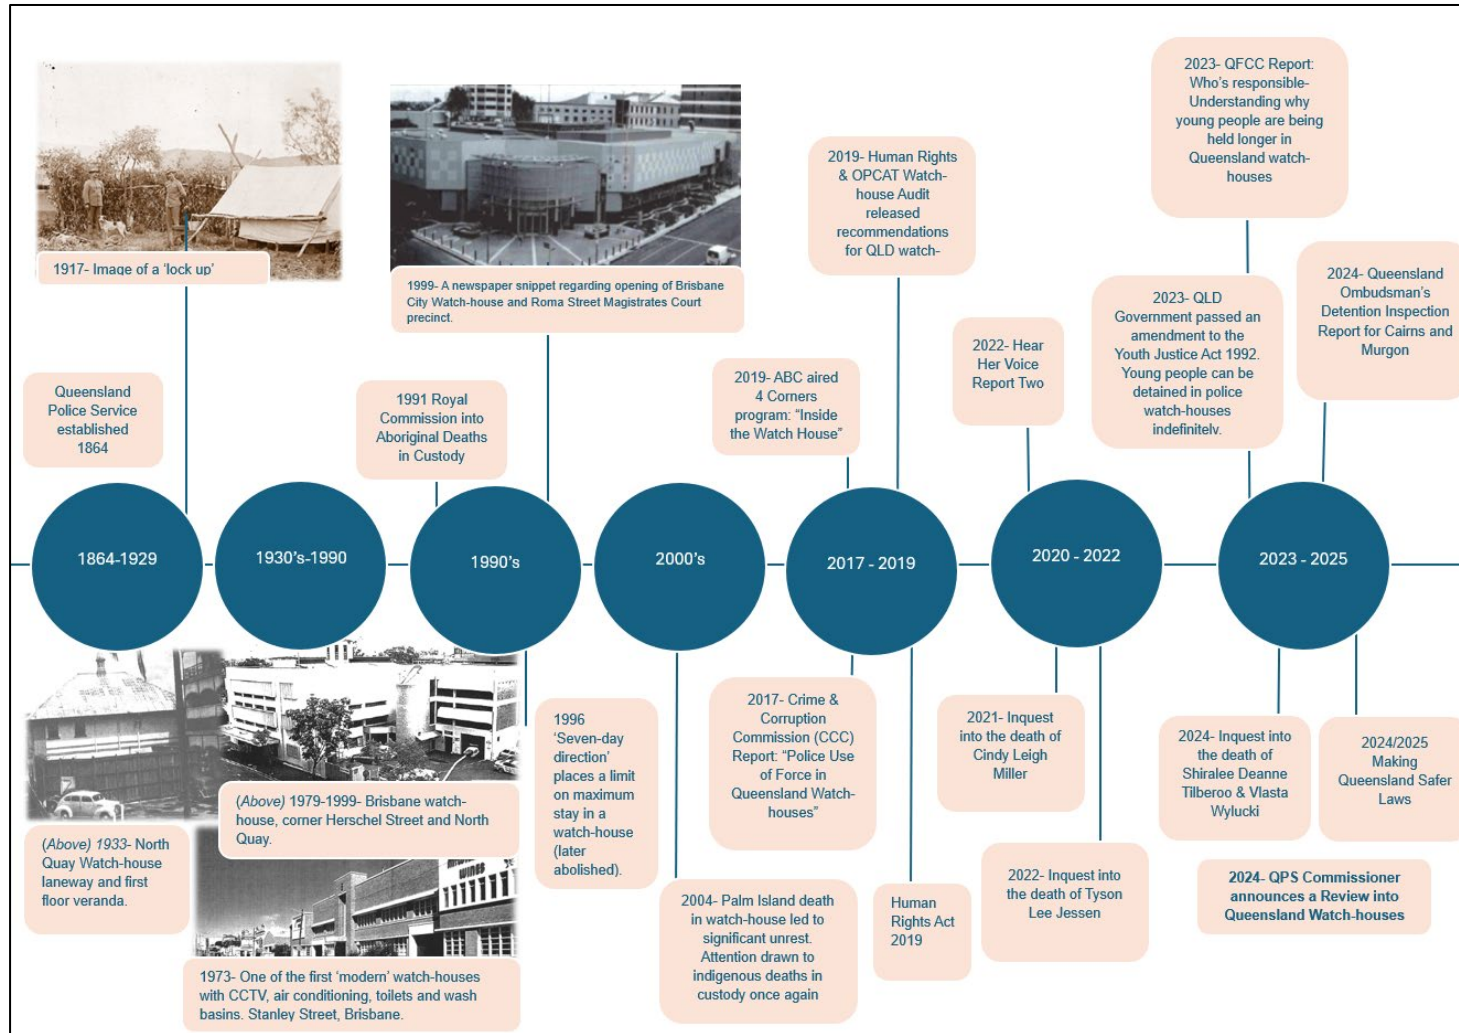 1917- Image of a ‘lock up’
Queensland
Police Service
established
1864
1991 Royal
Commission into
Aboriginal Deaths
in Custody
1999- A newspaper snippet regarding opening of Brisbane
City Watch-house and Roma Street Magistrates Court
precinct.
2019- ABC aired
4 Corners
program: “Inside
the Watch House”
2019- Human Rights
& OPCAT Watch-
house Audit
released
recommendations
for QLD watch-
2022- Hear
Her Voice
Report Two
2023- QFCC Report:
Who’s responsible-
Understanding why
young people are being
held longer in
Queensland watch-
houses
2023- QLD
Government passed an
amendment to the
Youth Justice Act 1992.
Young people can be
detained in police
watch-houses
indefinitely.
2024- Queensland
Ombudsman’s
Detention Inspection
Report for Cairns and
Murgon
1864-1929
1930’s-1990
1990’s
2000’s
2017 - 2019
2020 - 2022
2023 - 2025
(Above) 1933- North
Quay Watch-house
laneway and first
floor veranda.
(Above) 1979-1999- Brisbane watch-
house, corner Herschel Street and North
Quay.
WINES
1973- One of the first ‘modern’ watch-houses
with CCTV, air conditioning, toilets and wash
basins. Stanley Street, Brisbane.
1996
‘Seven-day
direction’
places a limit
on maximum
stay in a
watch-house
(later
abolished).
2004- Palm Island death
in watch-house led to
significant unrest.
Attention drawn to
indigenous deaths in
custody once again
2017- Crime &
Corruption
Commission (CCC)
Report: “Police Use
of Force in
Queensland Watch-
houses”
Human
Rights Act
2019
2021- Inquest
into the death of
Cindy Leigh
Miller
2022- Inquest into
the death of Tyson
Lee Jessen
2024- Inquest into
the death of
Shiralee Deanne
Tilberoo & Vlasta
Wylucki
2024/2025
Making
Queensland Safer
Laws
2024- QPS Commissioner
announces a Review into
Queensland Watch-houses